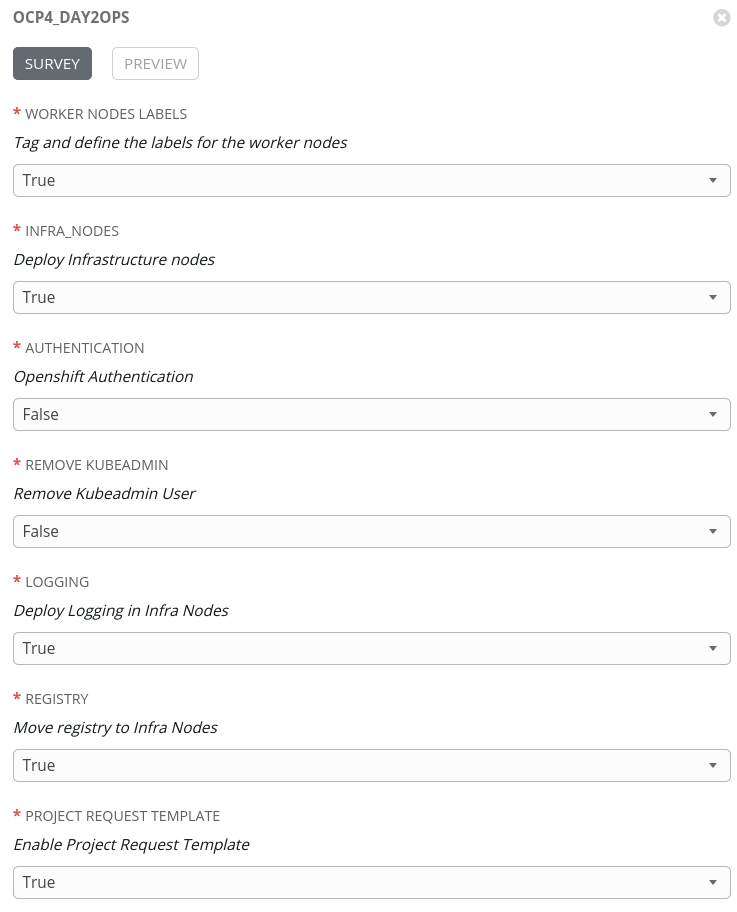 OCP4_DAY2OPS
SURVEY PREVIEW
* WORKER NODES LABELS
Tag and define the labels for the worker nodes
True
* INFRA_NODES
Deploy Infrastructure nodes
True
* AUTHENTICATION
Openshift Authentication
False
* REMOVE KUBEADMIN
Remove Kubeadmin User
False
* LOGGING
Deploy Logging in Infra Nodes
True
* REGISTRY
Move registry to Infra Nodes
True
* PROJECT REQUEST TEMPLATE
Enable Project Request Template
True